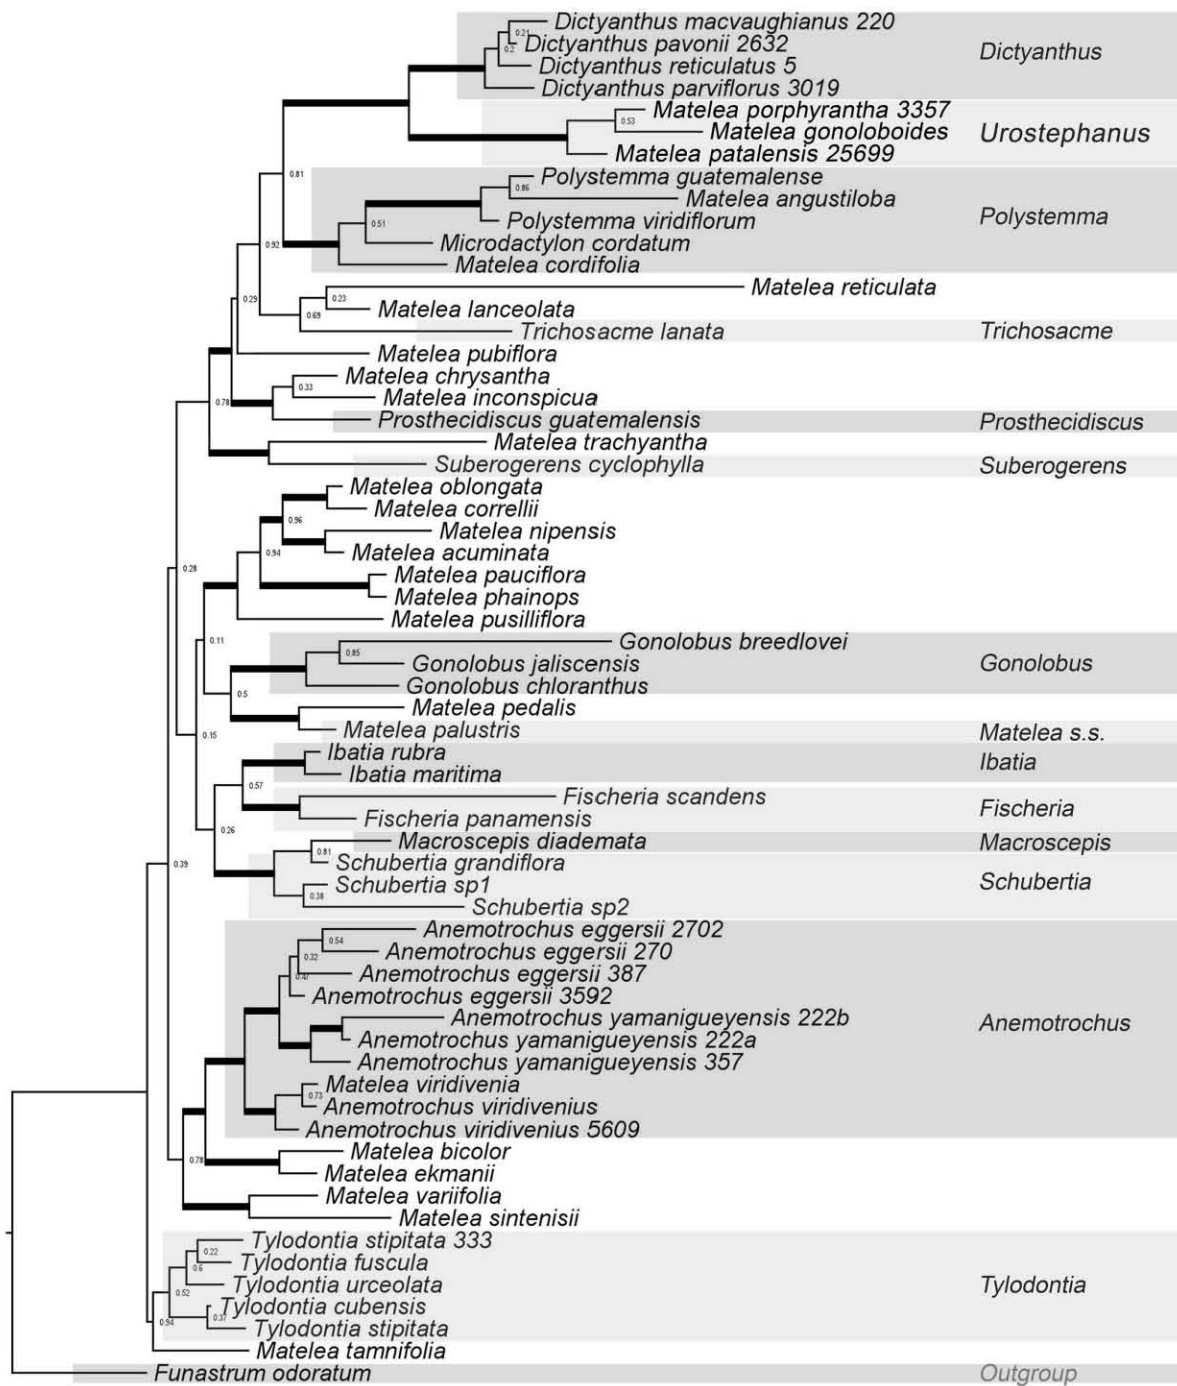 Dictyanthus macvaughianus 220
0.21
0.2
Dictyanthus pavonii 2632
Dictyanthus
Dictyanthus reticulatus 5
Dictyanthus parviflorus 3019
Matelea porphyrantha 3357
0.53
Matelea gonoloboides
Urostephanus
Matelea patalensis 25699
0.81
Polystemma guatemalense
0.86
Matelea angustiloba
Polystemma viridiflorum
Polystemma
0.51
Microdactylon cordatum
0.92
Matelea cordifolia
Matelea reticulata
0.29
0.23
Matelea lanceolata
0.69
Trichosacme lanata
Trichosacme
Matelea pubiflora
Matelea chrysantha
0.33
Matelea inconspicua
0.78
Prosthecidiscus guatemalensis
Prosthecidiscus
Matelea trachyantha
Suberogerens cyclophylla
Suberogerens
Matelea oblongata
Matelea correllii
0.96
Matelea nipensis
0.94
Matelea acuminata
0.28
Matelea pauciflora
Matelea phainops
Matelea pusilliflora
0.11
Gonolobus breedlovei
0.85
Gonolobus jaliscensis
Gonolobus
Gonolobus chloranthus
0.5
Matelea pedalis
Matelea palustris
Matelea s.s.
0.15
Ibatia rubra
Ibatia
Ibatia maritima
0.57
Fischeria scandens
Fischeria
Fischeria panamensis
0.26
Macroscepis diademata
Macroscepis
0.81
0.39
Schubertia grandiflora
Schubertia sp1
Schubertia
0.38
Schubertia sp2
Anemotrochus eggersii 2702
0.54
Anemotrochus eggersii 270
0.32
Anemotrochus eggersii 387
0.47
Anemotrochus eggersii 3592
Anemotrochus yamanigueyensis 222b
Anemotrochus
Anemotrochus yamanigueyensis 222a
Anemotrochus yamanigueyensis 357
Matelea viridivenia
0.73
Anemotrochus viridivenius
Anemotrochus viridivenius 5609
Matelea bicolor
0.78
Matelea ekmanii
Matelea variifolia
Matelea sintenisii
Tylodontia stipitata 333
0.22
Tylodontia fuscula
0.6
Tylodontia urceolata
Tylodontia
0.52
Tylodontia cubensis
0.37
0.94
Tylodontia stipitata
Matelea tamnifolia
Funastrum odoratum
Outgroup